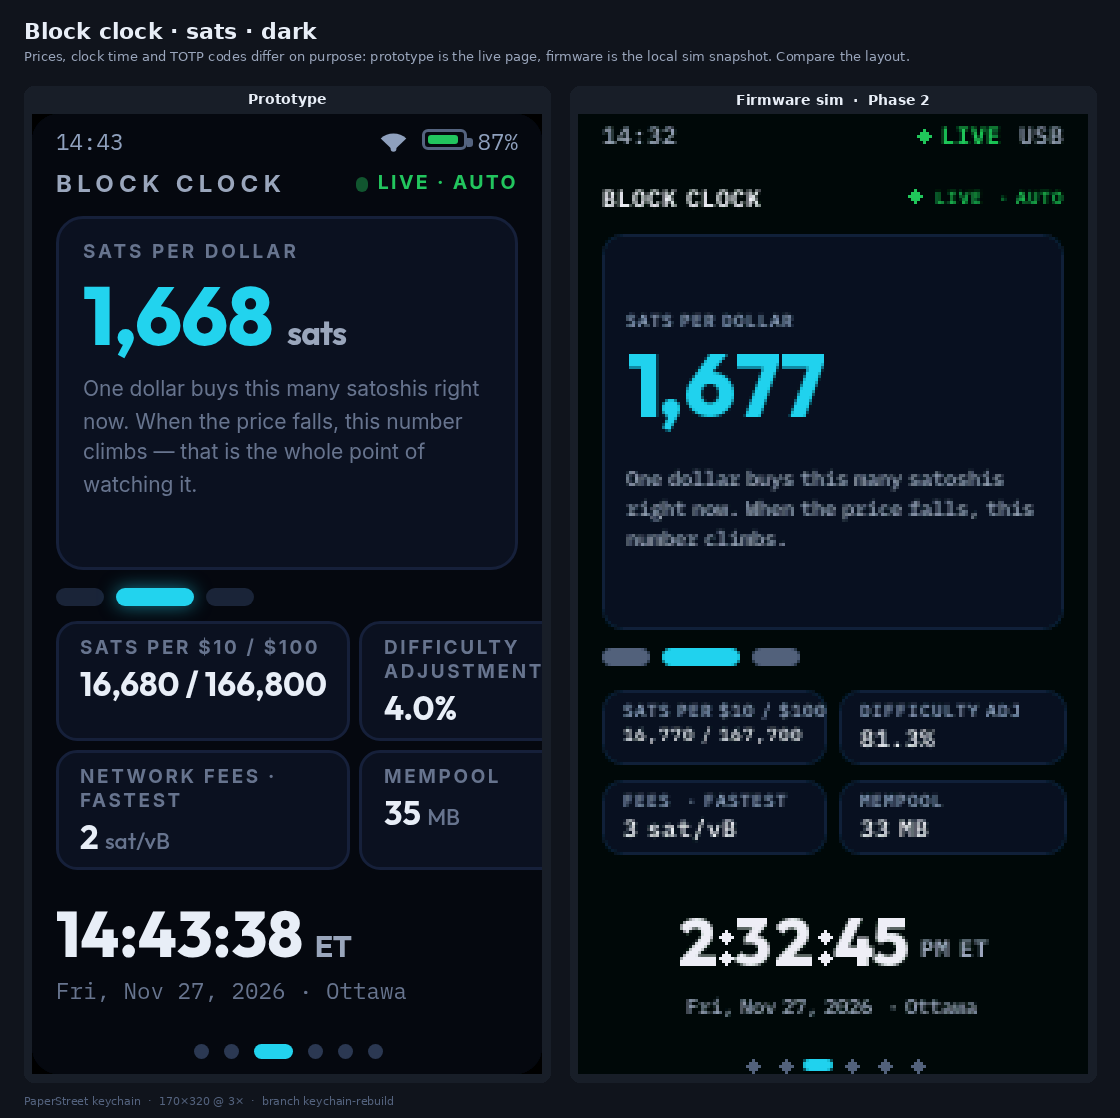 Block clock · sats · dark
Prices, clock time and TOTP codes differ on purpose: prototype is the live page, firmware is the local sim snapshot. Compare the layout.
Prototype
14:43
87%
BLOCK CLOCK
LIVE · AUTO
SATS PER DOLLAR
1,668 sats
One dollar buys this many satoshis right
now. When the price falls, this number
climbs — that is the whole point of
watching it.
SATS PER $10 / $100
16,680 / 166,800
DIFFICULTY
ADJUSTMENT
4.0%
NETWORK FEES ·
FASTEST
2 sat/vB
MEMPOOL
35 MB
14:43:38 ET
Fri, Nov 27, 2026 · Ottawa
Firmware sim · Phase 2
14:32
LIVE USB
BLOCK CLOCK
LIVE · AUTO
SATS PER DOLLAR
1,677
One dollar buys this many satoshis
right now. When the price falls, this
number climbs.
SATS PER $10 / $100
16,770 / 167,700
DIFFICULTY ADJ
81.3%
FEES · FASTEST
3 sat/vB
MEMPOOL
33 MB
2:32:45 PM ET
Fri, Nov 27, 2026 · Ottawa
PaperStreet keychain · 170×320 @ 3× · branch keychain-rebuild